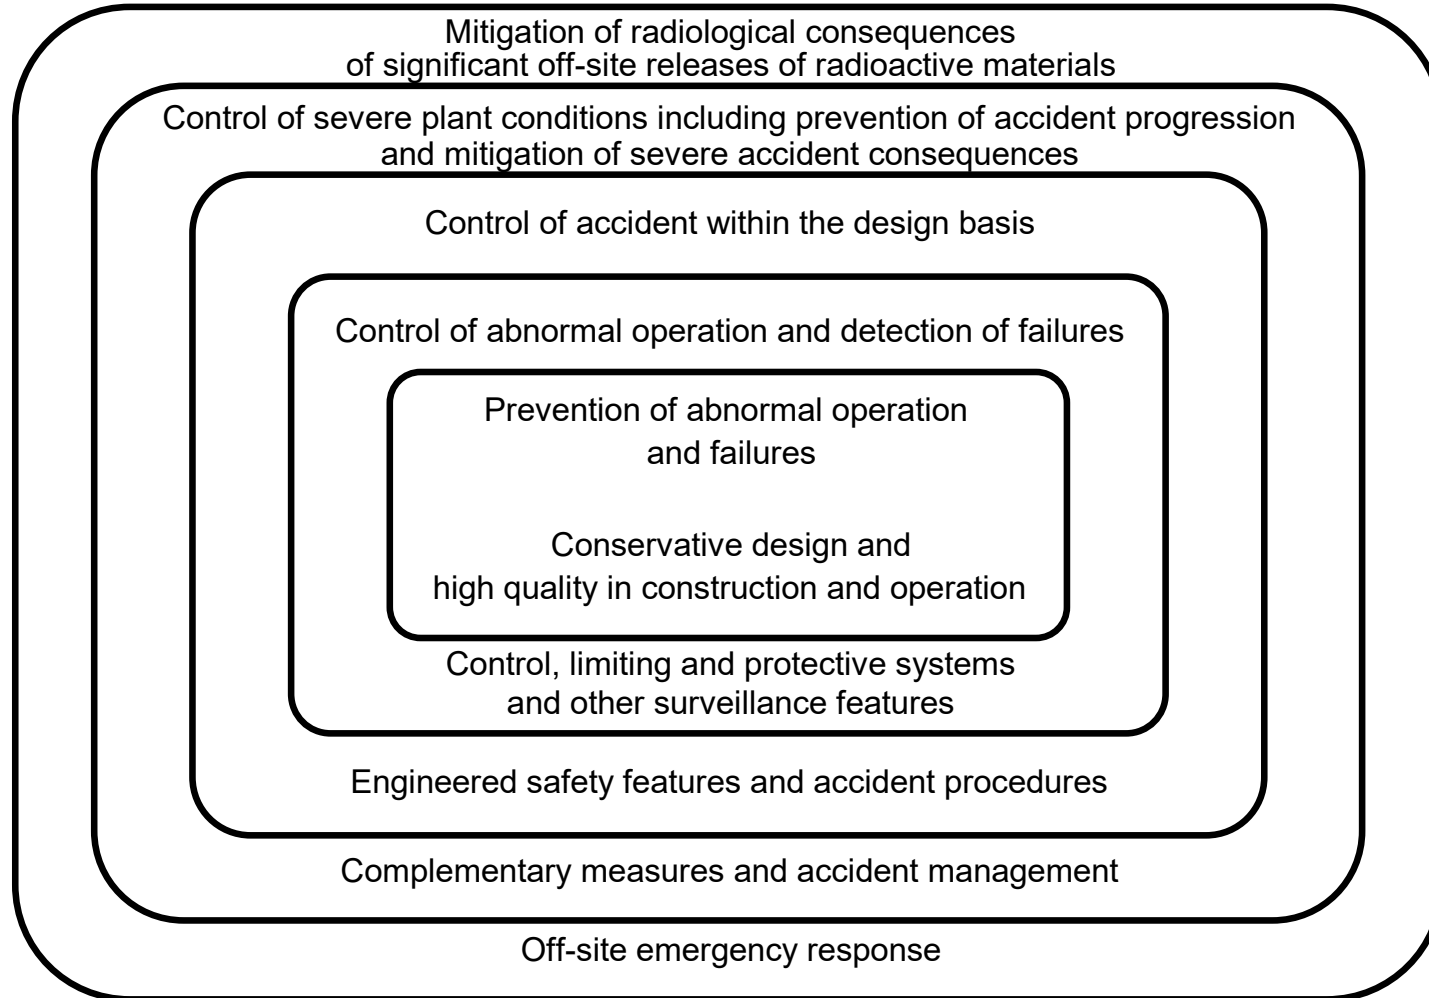 Mitigation of radiological consequences
of significant off-site releases of radioactive materials
Control of severe plant conditions including prevention of accident progression
and mitigation of severe accident consequences
Control of accident within the design basis
Control of abnormal operation and detection of failures
Prevention of abnormal operation
and failures
Conservative design and
high quality in construction and operation
Control, limiting and protective systems
and other surveillance features
Engineered safety features and accident procedures
Complementary measures and accident management
Off-site emergency response